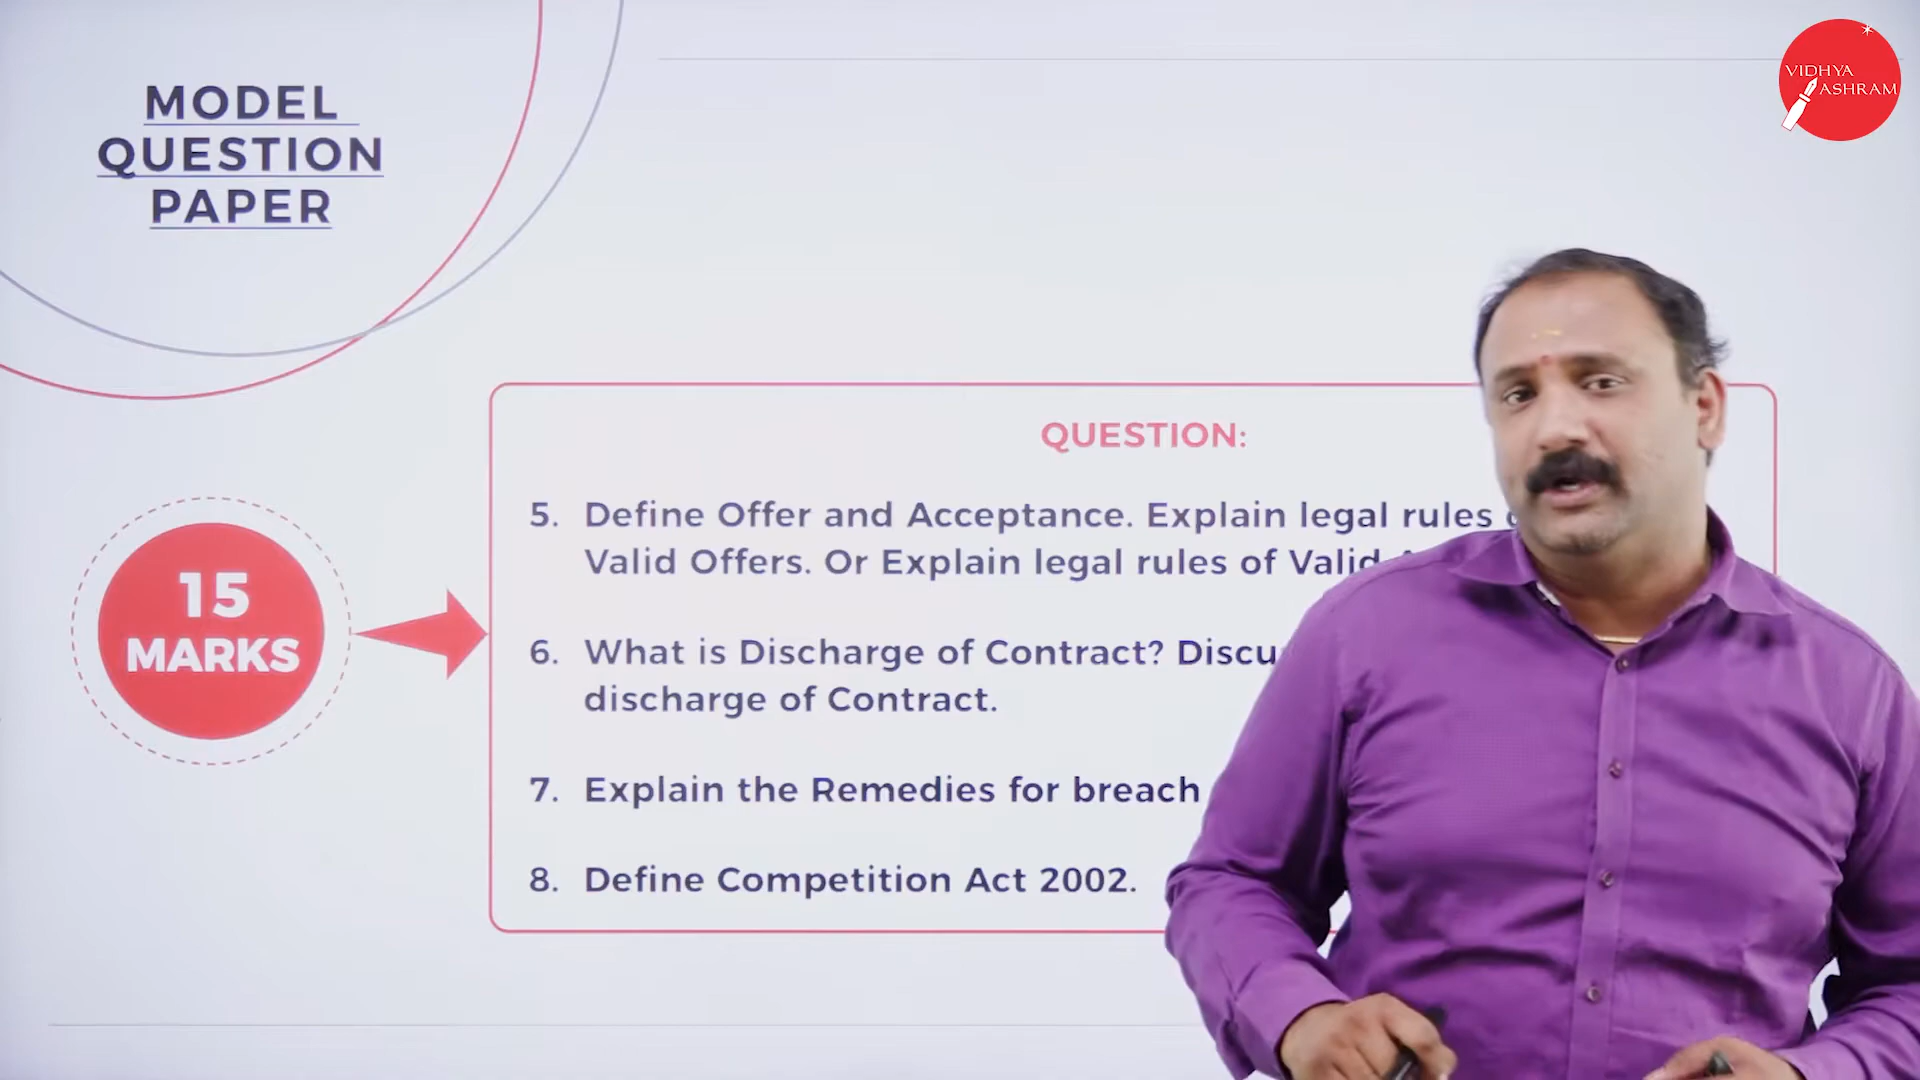 MODEL
QUESTION
PAPER
VIDHYA
ASHRAM
QUESTION:
5. Define Offer and Acceptance. Explain legal rules
Valid Offers. Or Explain legal rules of Valid
15
MARKS
6. What is Discharge of Contract?
discharge of Contract.
7. Explain the Remedies for breach
8. Define Competition Act 2002.